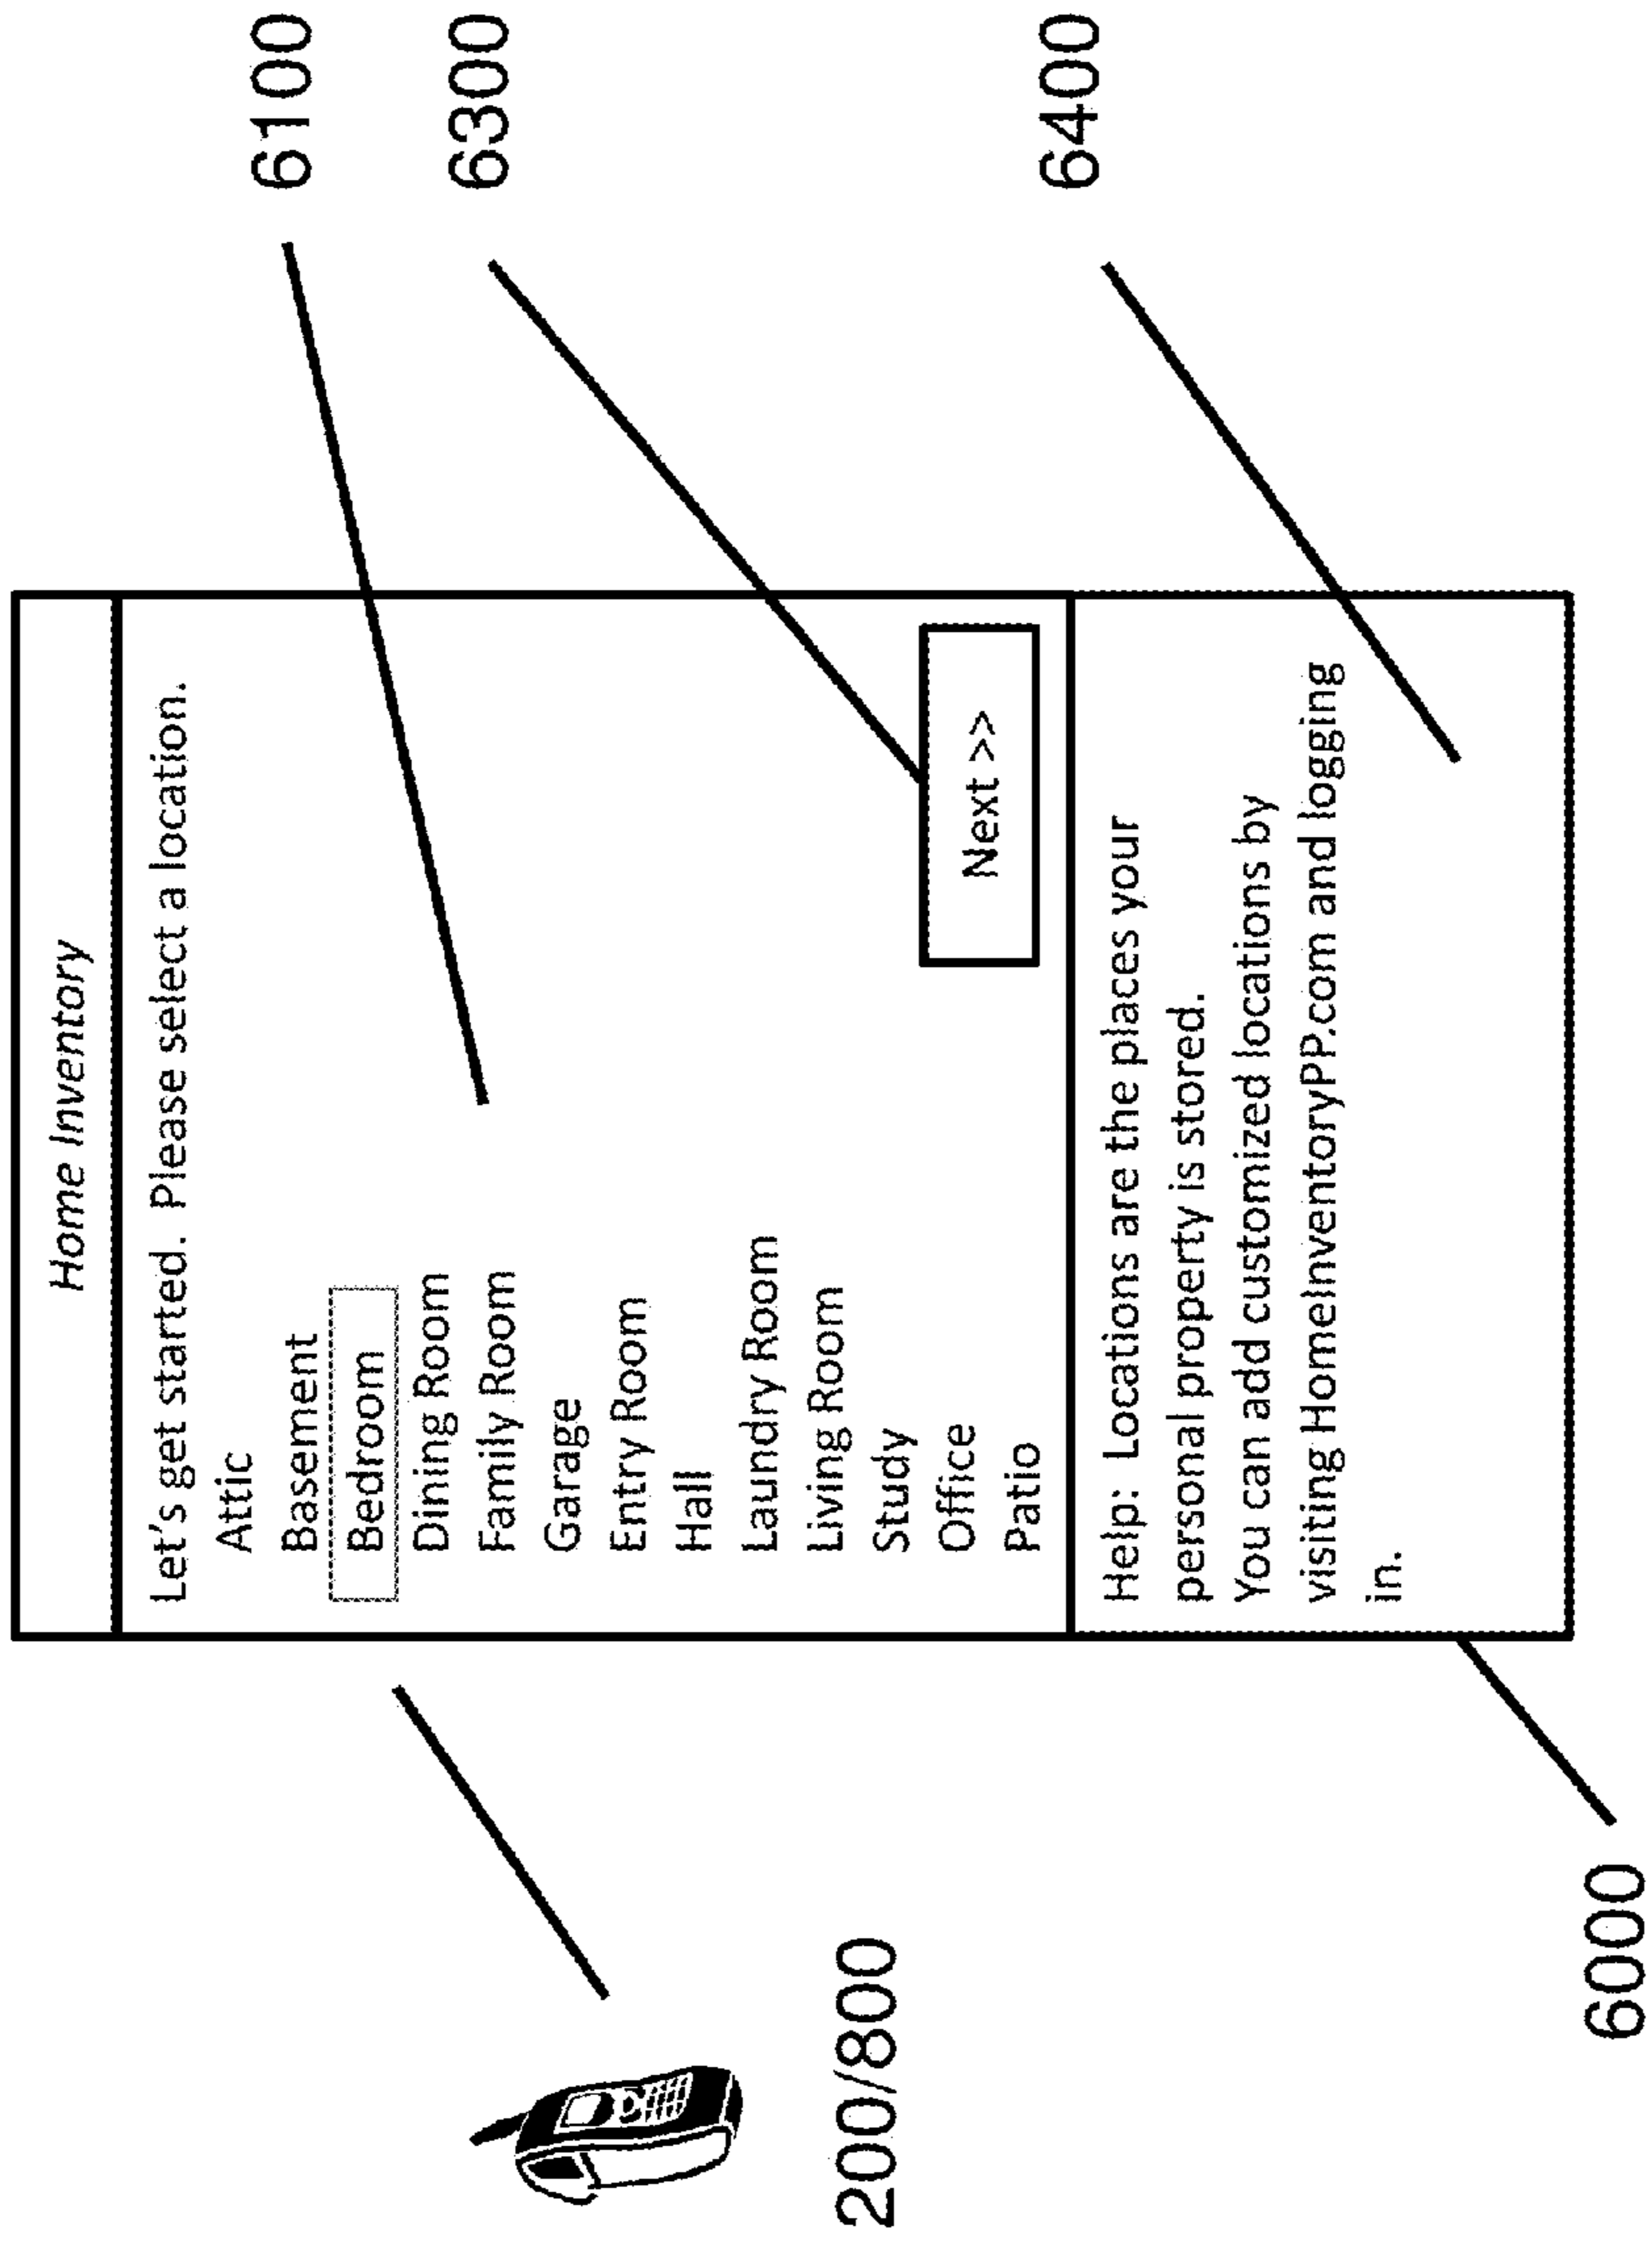 Home Inventory
Let's get started.  Please select a location.
Attic
Basement
Bedroom
Dining Room
Family Room
Garage
Entry Room
Hall
Laundry Room
Living Room
Study
Office
Patio
Next >>
Help:  Locations are the places your
personal property is stored.
You can add customized locations by
visiting HomeInventoryPP.com and logging
in.
6100
6300
6400
200/800
6000